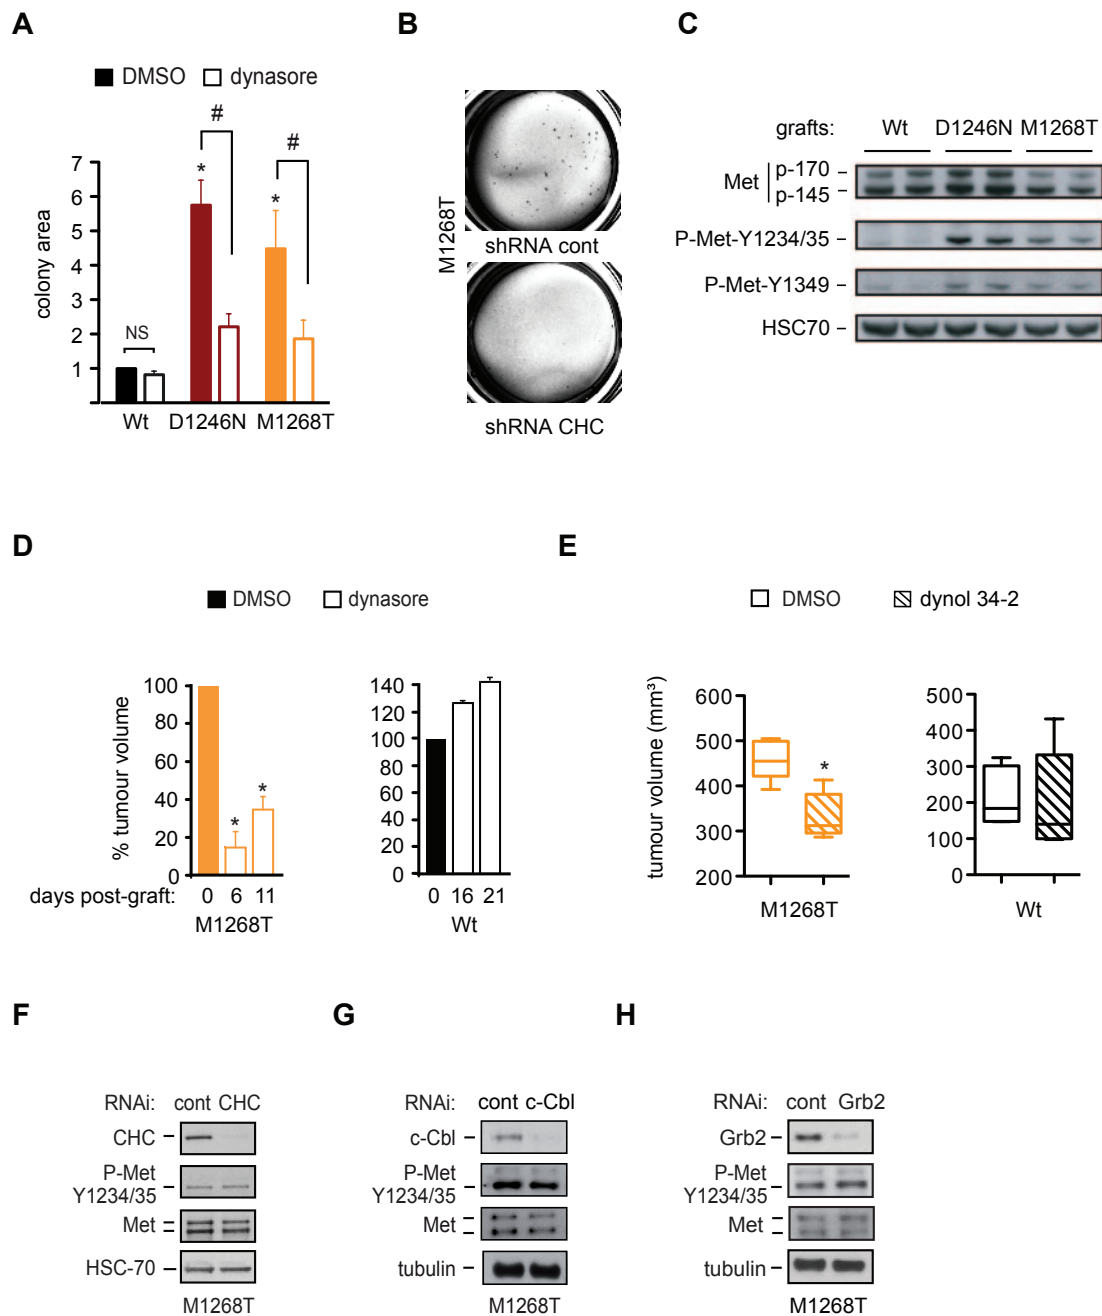 A
DMSO dynasore
colony area
7
6
5
4
3
2
1
*
#
*
#
NS
Wt D1246N M1268T
B
M1268T
shRNA cont
shRNA CHC
C
grafts: Wt D1246N M1268T
Met p-170
p-145
P-Met-Y1234/35
P-Met-Y1349
HSC70
D
DMSO dynasore
% tumour volume
100
80
60
40
20
0
*
*
days post-graft: 0 6 11
M1268T
140
120
100
80
60
40
20
0
0 16 21
Wt
E
DMSO dynol 34-2
tumour volume (mm³)
600
500
400
300
200
*
M1268T
500
400
300
200
100
0
Wt
F
RNAi: cont CHC
CHC
P-Met
Y1234/35
Met
HSC-70
M1268T
G
RNAi: cont c-Cbl
c-Cbl
P-Met
Y1234/35
Met
tubulin
M1268T
H
RNAi: cont Grb2
Grb2
P-Met
Y1234/35
Met
tubulin
M1268T